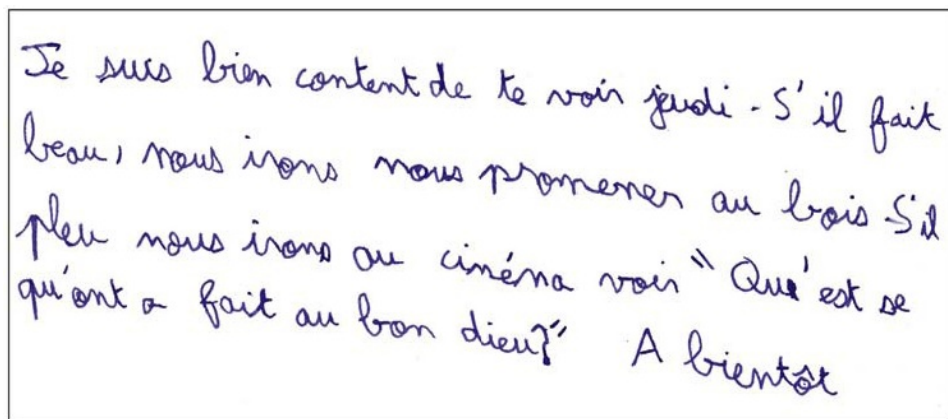 Je suis bien content de te voir jeudi. S'il fait
beau, nous irons nous promener au bois. S'il
pleu nous irons au cinéma voir " Qu'est se
qu'ont a fait au bon dieu?" A bientôt